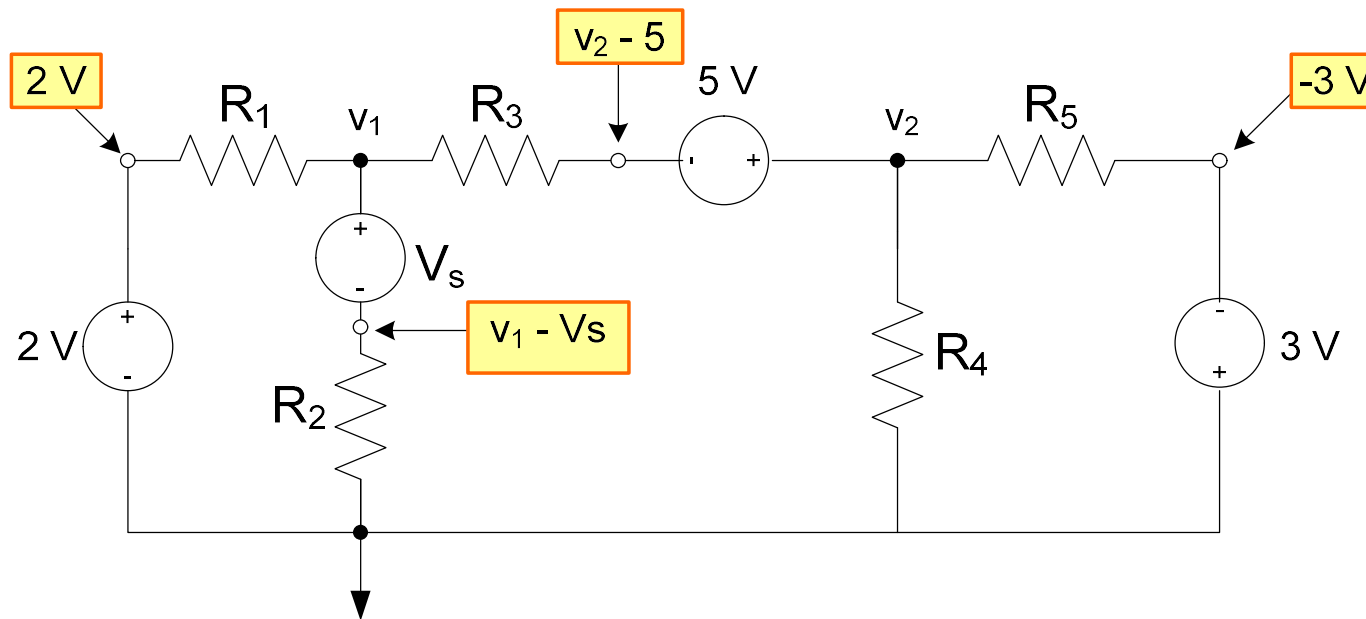 v₂ - 5
2 V
5 V
-3 V
R₁
v₁
R₃
v₂
R₅
- +
+
Vₛ
-
+
2 V
-
v₁ - Vs
R₂
R₄
-
3 V
+